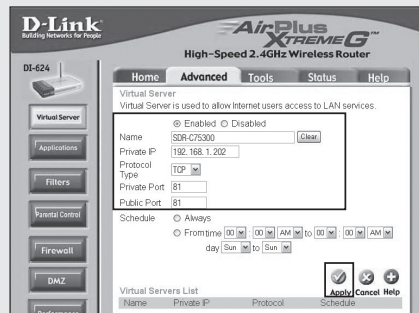 D-Link
Building Networks for People
AirPlus
XTREME G™
High-Speed 2.4GHz Wireless Router
DI-624
Home Advanced Tools Status Help
Virtual Server
Virtual Server is used to allow Internet users access to LAN services.
Virtual Server
Enabled Disabled
Name SDR-C75300 Clear
Applications
Private IP 192.168.1.202
Protocol Type TCP
Filters
Private Port 81
Public Port 81
Parental Control
Schedule Always
From time 00 : 00 AM to 00 : 00 AM
day Sun to Sun
Firewall
DMZ
Apply Cancel Help
Virtual Servers List
Name Private IP Protocol Schedule
Performance